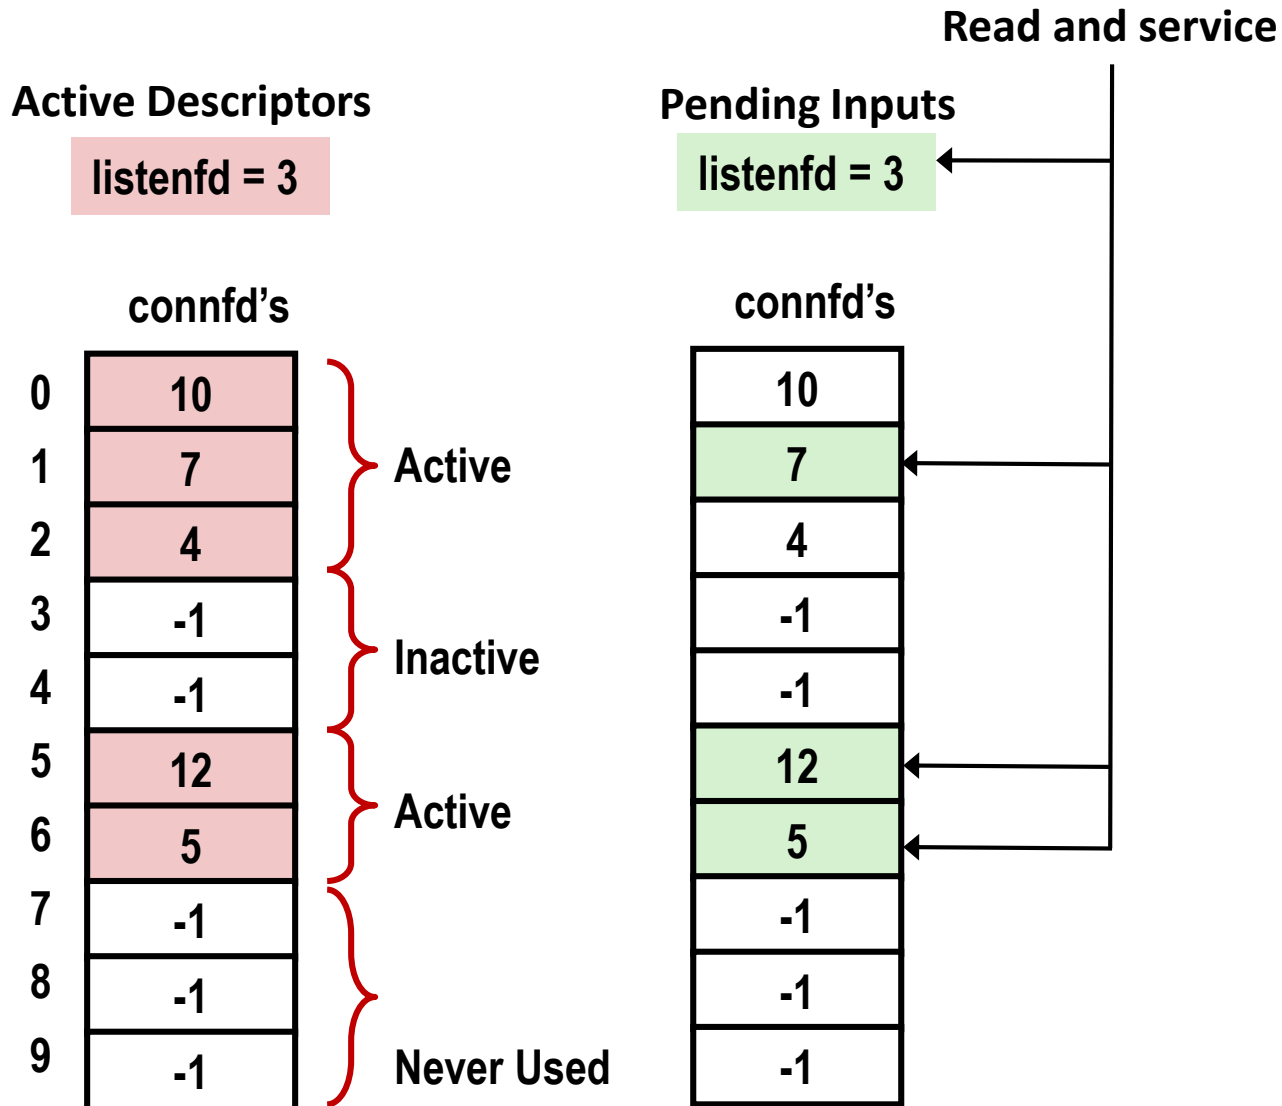 Read and service
Active Descriptors
listenfd = 3
Pending Inputs
listenfd = 3
connfd’s
0 10
1 7
2 4
3 -1
4 -1
5 12
6 5
7 -1
8 -1
9 -1
Active
Inactive
Active
Never Used
connfd’s
10
7
4
-1
-1
12
5
-1
-1
-1